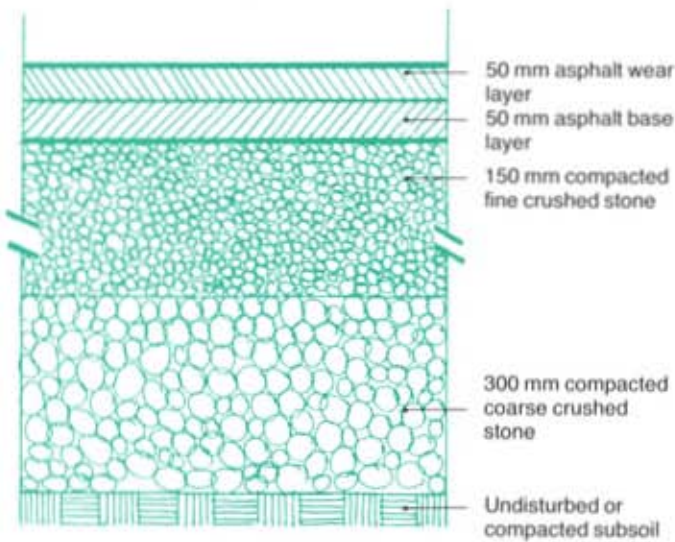 50 mm asphalt wear
layer
50 mm asphalt base
layer
150 mm compacted
fine crushed stone
300 mm compacted
coarse crushed
stone
Undisturbed or
compacted subsoil